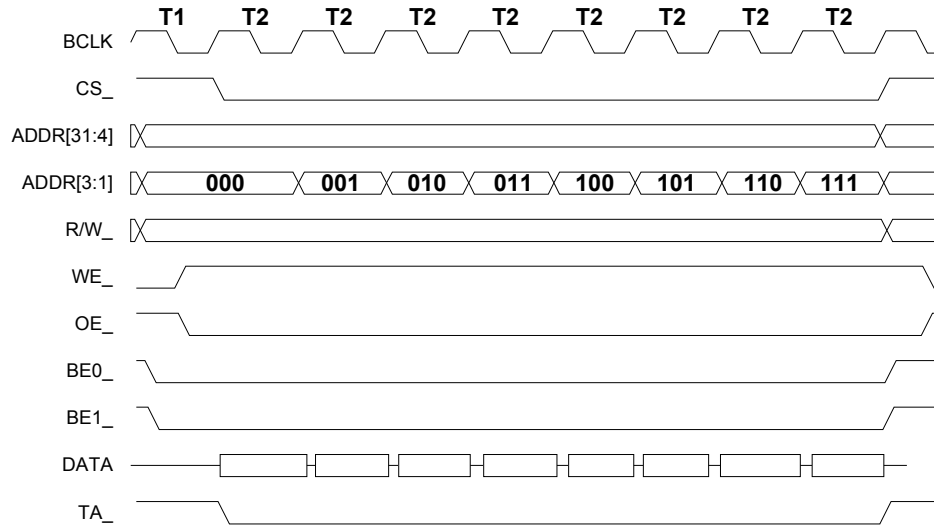 T1 T2 T2 T2 T2 T2 T2 T2 T2
BCLK
CS_
ADDR[31:4]
ADDR[3:1] 000 001 010 011 100 101 110 111
R/W_
WE_
OE_
BE0_
BE1_
DATA
TA_